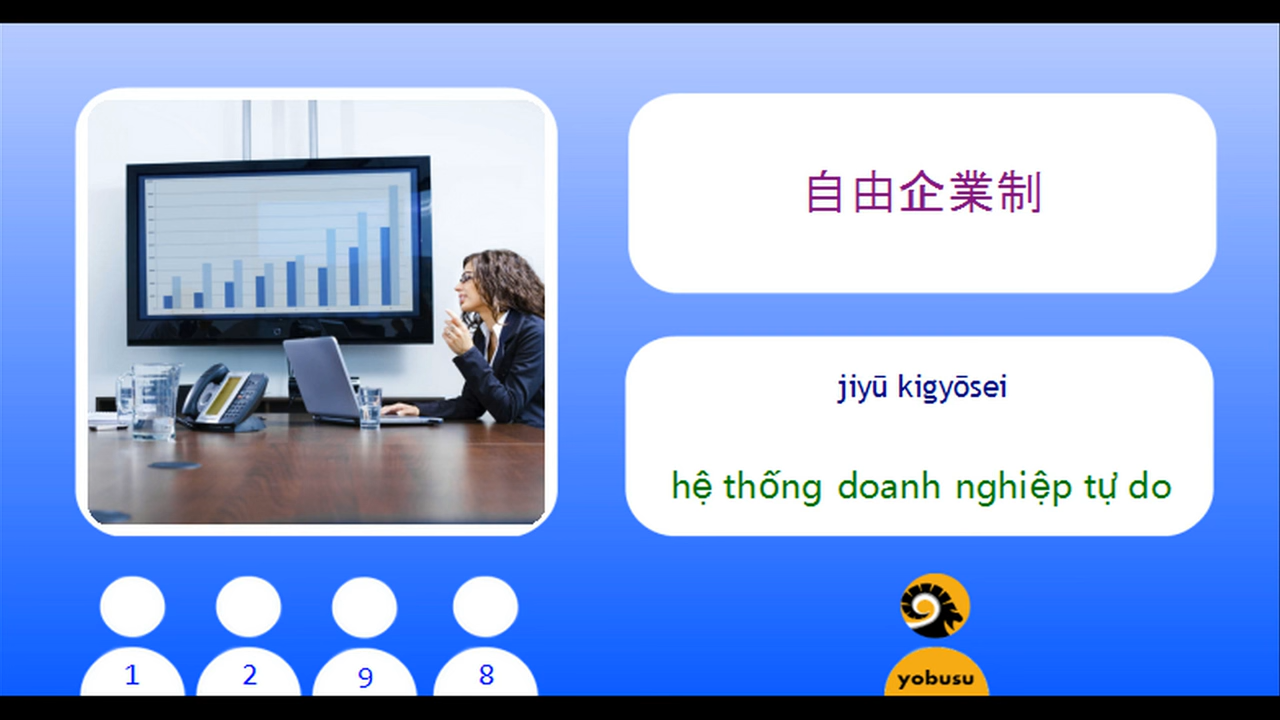 自由企業制
jiyū kigyōsei
hệ thống doanh nghiệp tự do
1 2 9 8
yobusu